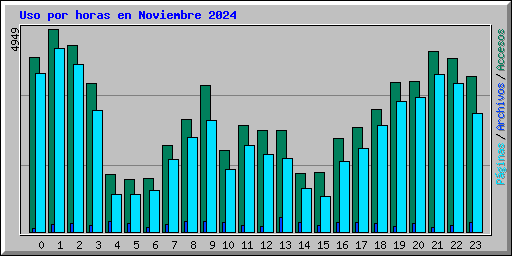 Uso por horas en Noviembre 2024
4949
Páginas / Archivos / Accesos
0 1 2 3 4 5 6 7 8 9 10 11 12 13 14 15 16 17 18 19 20 21 22 23